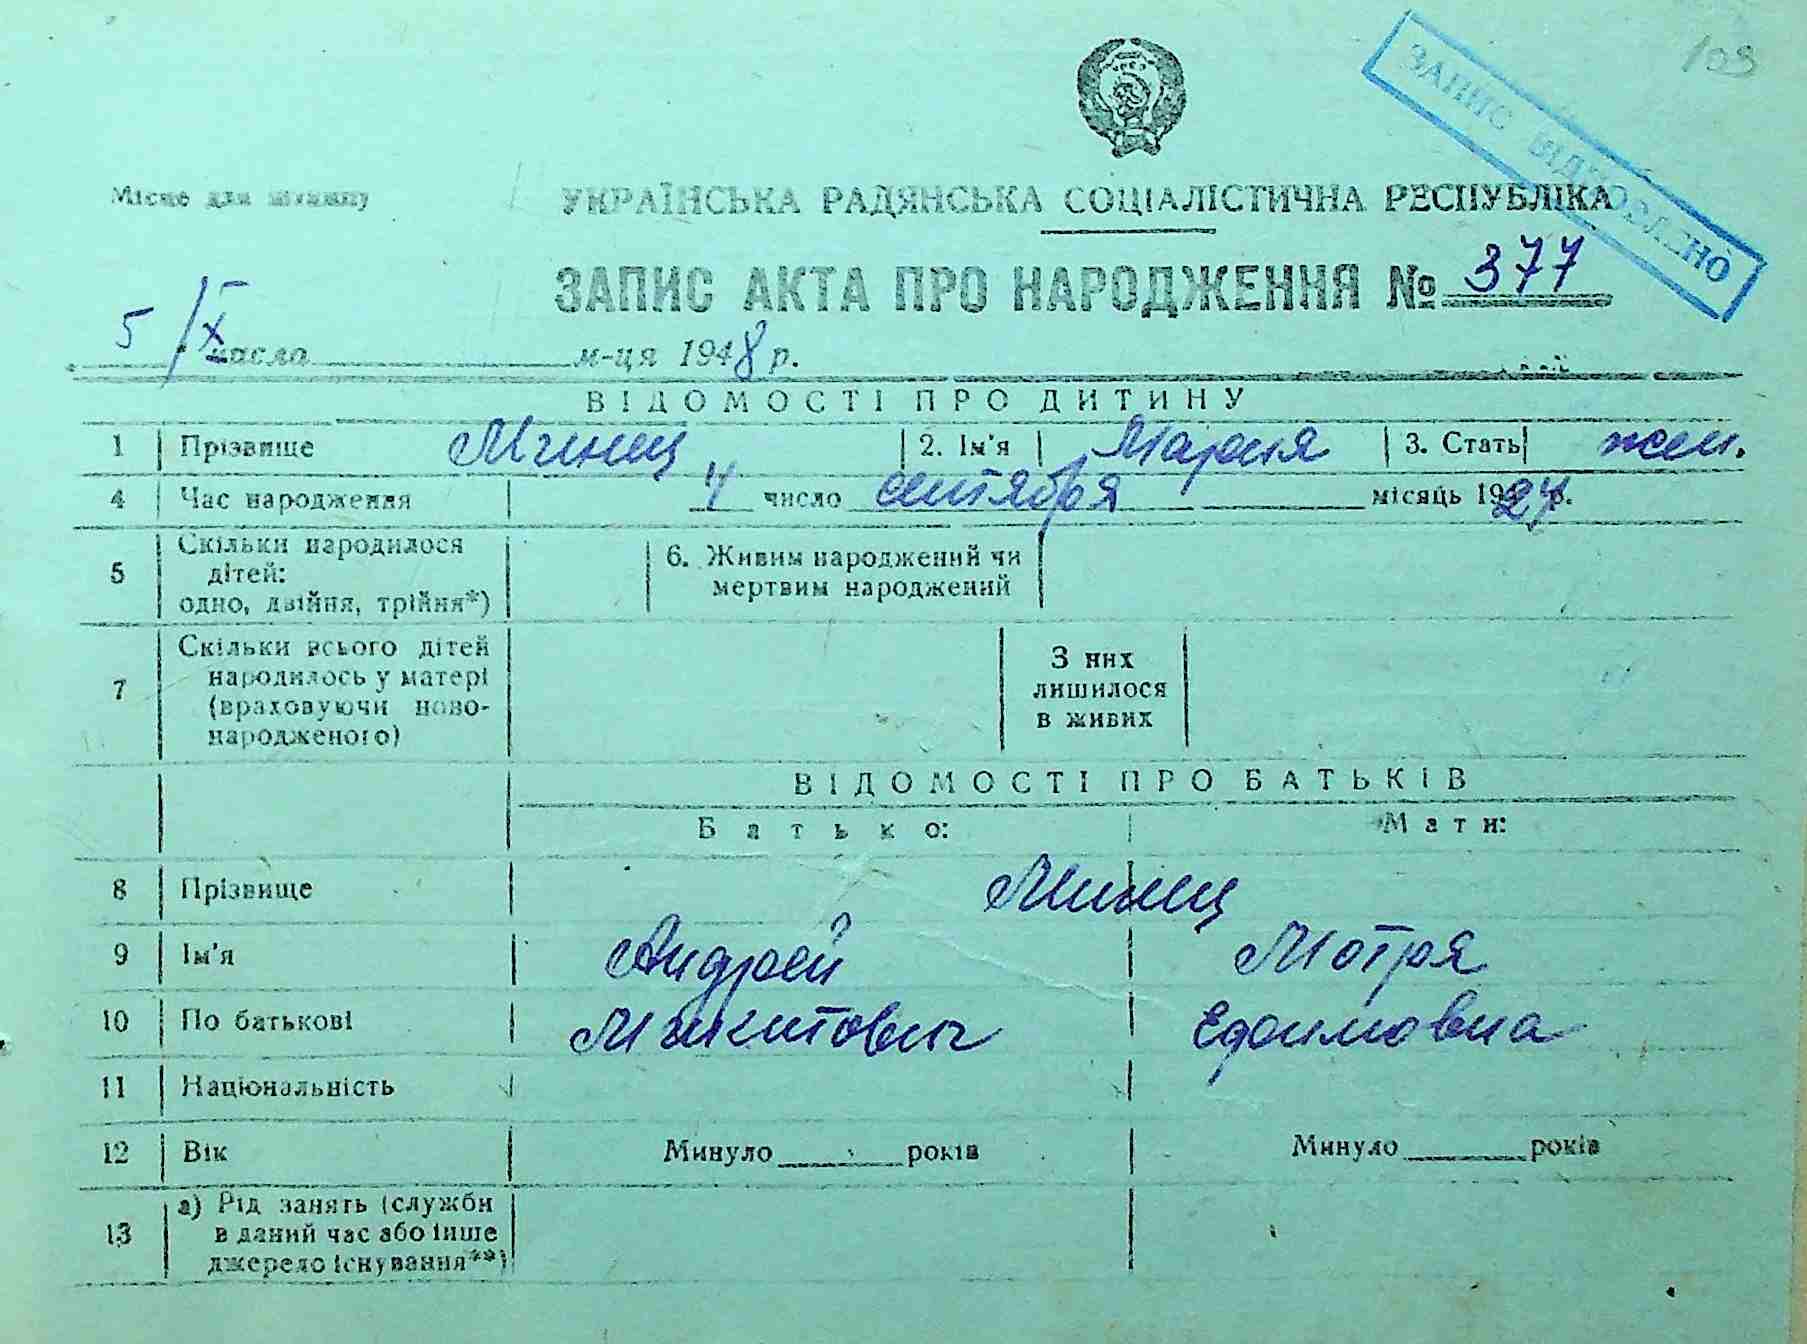 109
ЗАПИС ВІДНОВЛЕНО
Місце для штампу
УКРАЇНСЬКА РАДЯНСЬКА СОЦІАЛІСТИЧНА РЕСПУБЛІКА
ЗАПИС АКТА ПРО НАРОДЖЕННЯ № 377
5/X число м-ця 1948 р.
ВІДОМОСТІ ПРО ДИТИНУ
1 Прізвище Минец 2. Ім'я Мария 3. Стать жен.
4 Час народження 4 число сентября місяць 1927 р.
5 Скільки народилося дітей: одно, двійня, трійня*) 6. Живим народжений чи мертвим народжений
7 Скільки всього дітей народилось у матері (враховуючи новонародженого) З них лишилося в живих
ВІДОМОСТІ ПРО БАТЬКІВ
Батько: Мати:
8 Прізвище Минец
9 Ім'я Андрей Мотря
10 По батькові Микитович Ефимовна
11 Національність
12 Вік Минуло років Минуло років
13 а) Рід занять (служби в даний час або інше джерело існування**)